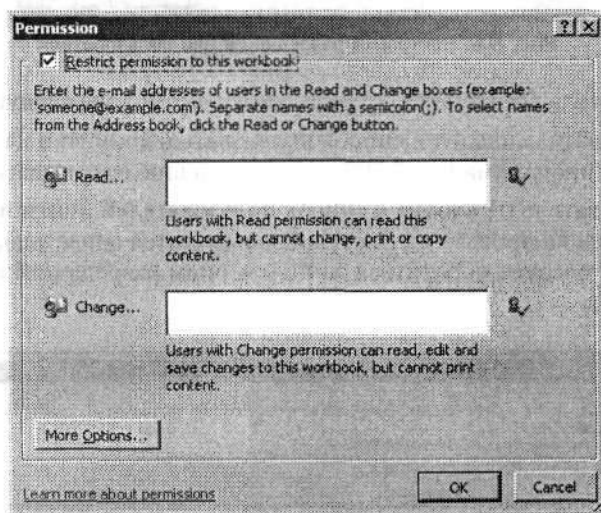 Permission
Restrict permission to this workbook
Enter the e-mail addresses of users in the Read and Change boxes (example:
'someone@example.com'). Separate names with a semicolon(;). To select names
from the Address book, click the Read or Change button.
Read...
Users with Read permission can read this
workbook, but cannot change, print or copy
content.
Change...
Users with Change permission can read, edit and
save changes to this workbook, but cannot print
content.
More Options...
Learn more about permissions
OK Cancel